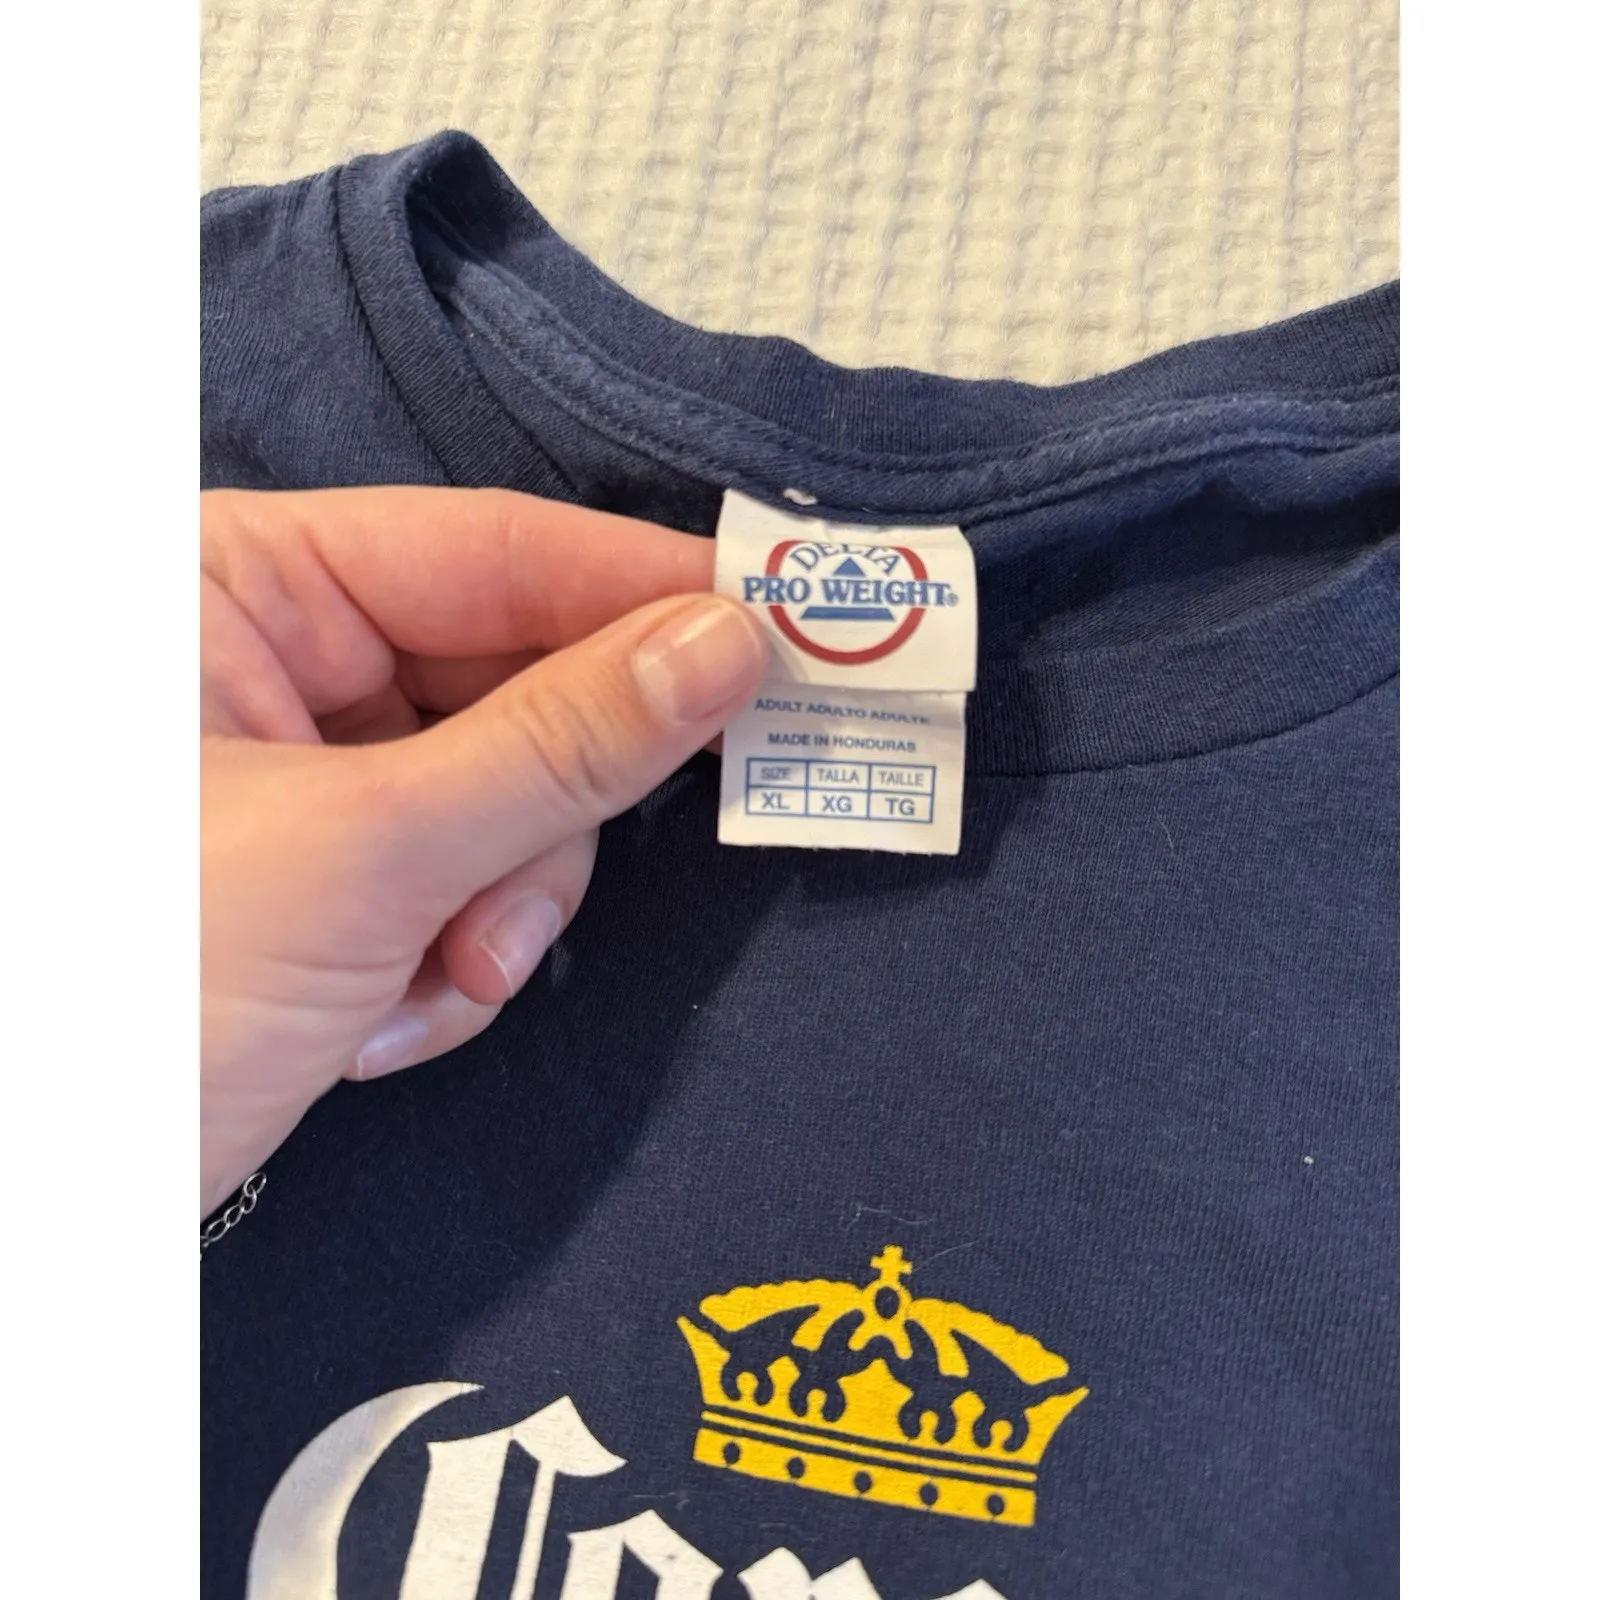 DELTA
PRO WEIGHT®
ADULT ADULTO ADULTE
MADE IN HONDURAS
SIZE TALLA TAILLE
XL XG TG